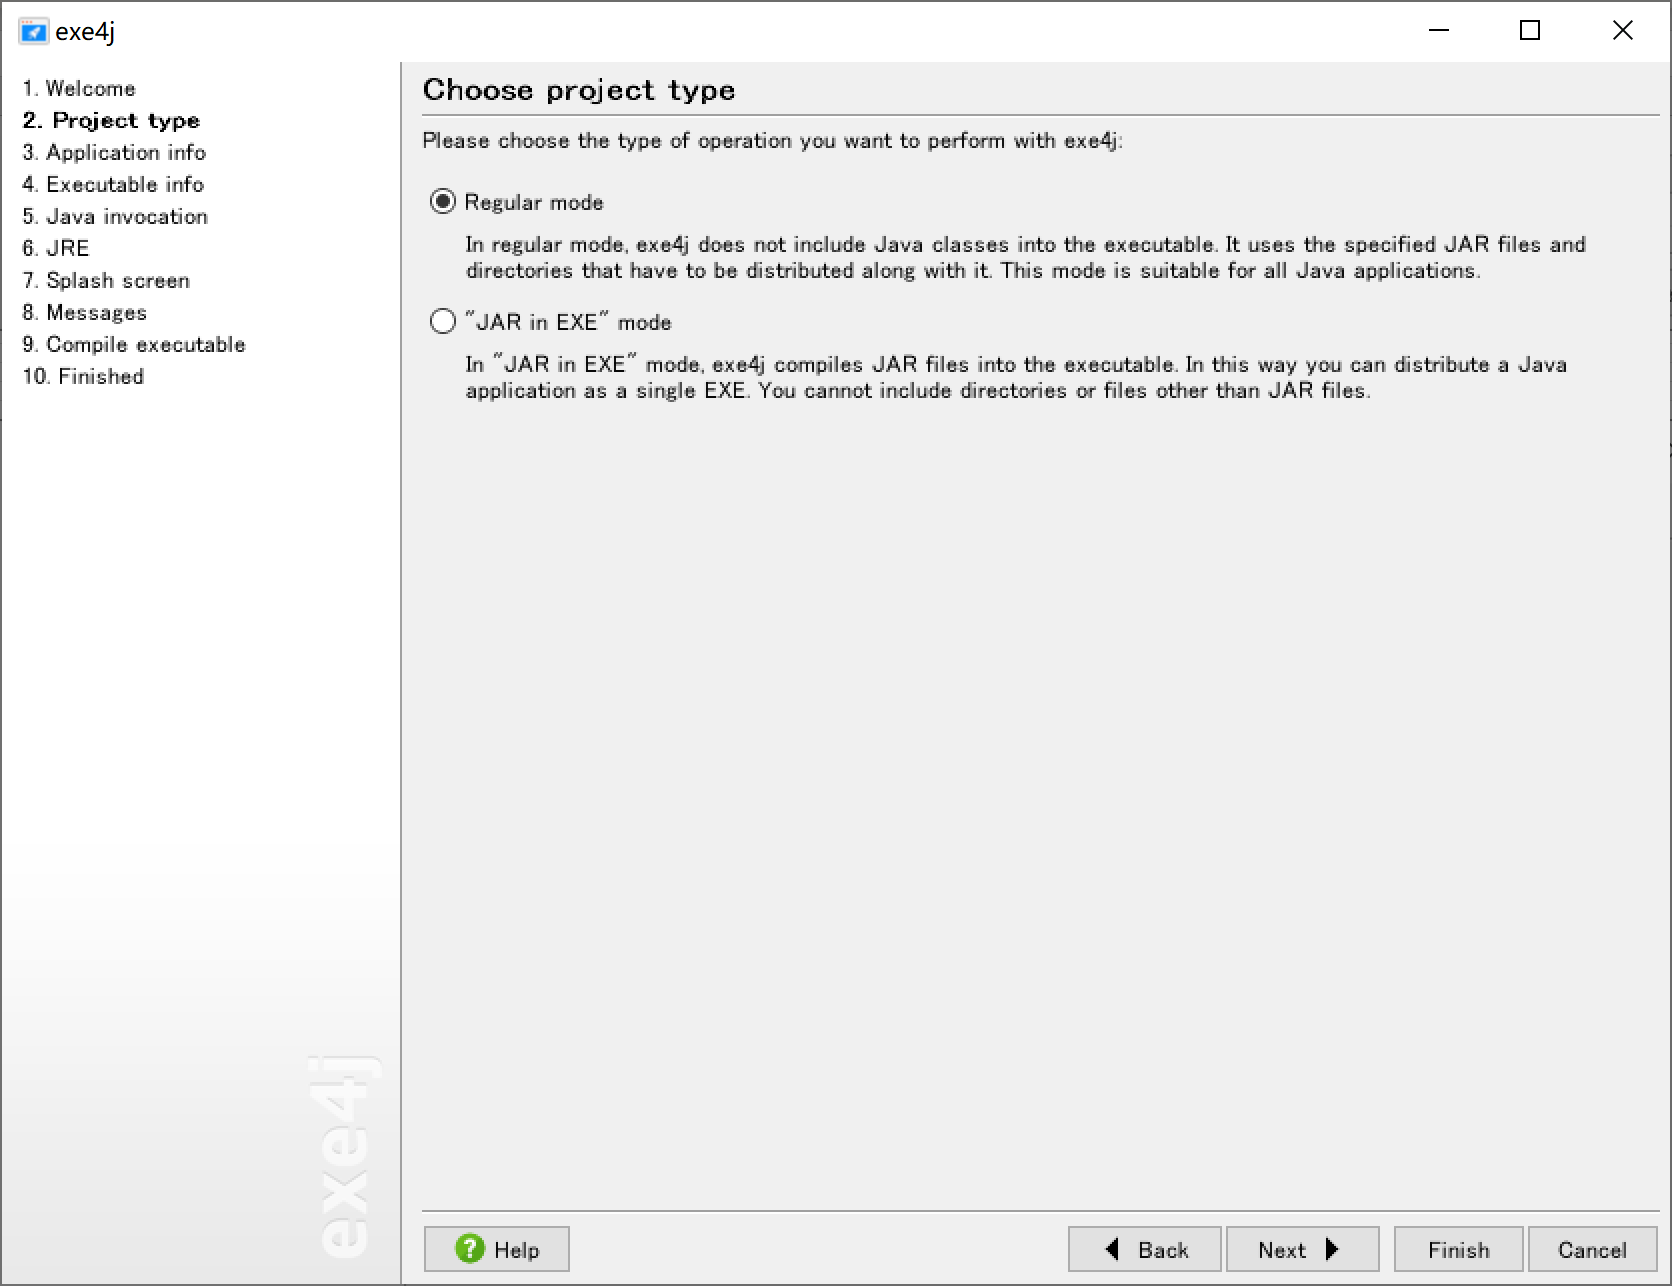 exe4j
1. Welcome
2. Project type
3. Application info
4. Executable info
5. Java invocation
6. JRE
7. Splash screen
8. Messages
9. Compile executable
10. Finished
exe4j
Choose project type
Please choose the type of operation you want to perform with exe4j:
Regular mode
In regular mode, exe4j does not include Java classes into the executable. It uses the specified JAR files and
directories that have to be distributed along with it. This mode is suitable for all Java applications.
"JAR in EXE" mode
In "JAR in EXE" mode, exe4j compiles JAR files into the executable. In this way you can distribute a Java
application as a single EXE. You cannot include directories or files other than JAR files.
? Help
Back
Next
Finish
Cancel